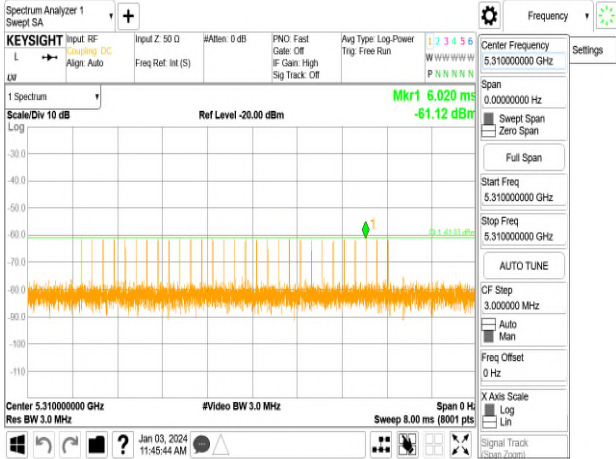 Spectrum Analyzer 1
Swept SA
+
Frequency
KEYSIGHT
L
Input: RF
Coupling: DC
Align: Auto
Input Z: 50 Ω
Freq Ref: Int (S)
#Atten: 0 dB
PNO: Fast
Gate: Off
IF Gain: High
Sig Track: Off
Avg Type: Log-Power
Trig: Free Run
1 2 3 4 5 6
W W W W W W
P N N N N N
1 Spectrum
Mkr1 6.020 ms
Scale/Div 10 dB
Ref Level -20.00 dBm
-61.12 dBm
Log
-30.0
-40.0
-50.0
-60.0
-70.0
-80.0
-90.0
-100
-110
1
Center 5.310000000 GHz
#Video BW 3.0 MHz
Span 0 Hz
Res BW 3.0 MHz
Sweep 8.00 ms (8001 pts)
Jan 03, 2024
11:45:44 AM
?
Settings
Center Frequency
5.310000000 GHz
Span
0.00000000 Hz
Swept Span
Zero Span
Full Span
Start Freq
5.310000000 GHz
Stop Freq
5.310000000 GHz
AUTO TUNE
CF Step
3.000000 MHz
Auto
Man
Freq Offset
0 Hz
X Axis Scale
Log
Lin
Signal Track
(Span Zoom)